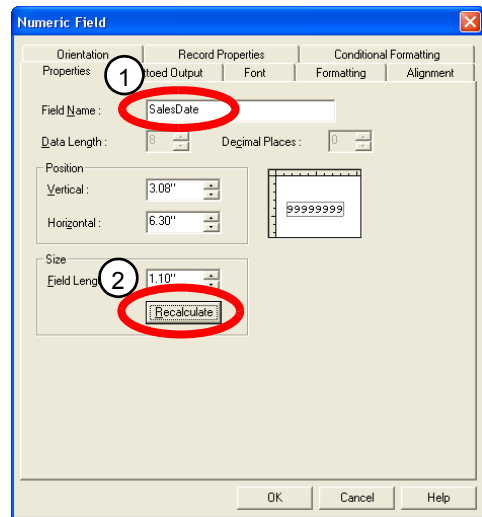 Numeric Field
Orientation Record Properties Conditional Formatting
Properties 1 Output Font Formatting Alignment
Field Name : SalesDate
Data Length : 8 Decimal Places : 0
Position
Vertical : 3.08"
99999999
Horizontal : 6.30"
Size
Field 2 1.10"
Recalculate
OK Cancel Help